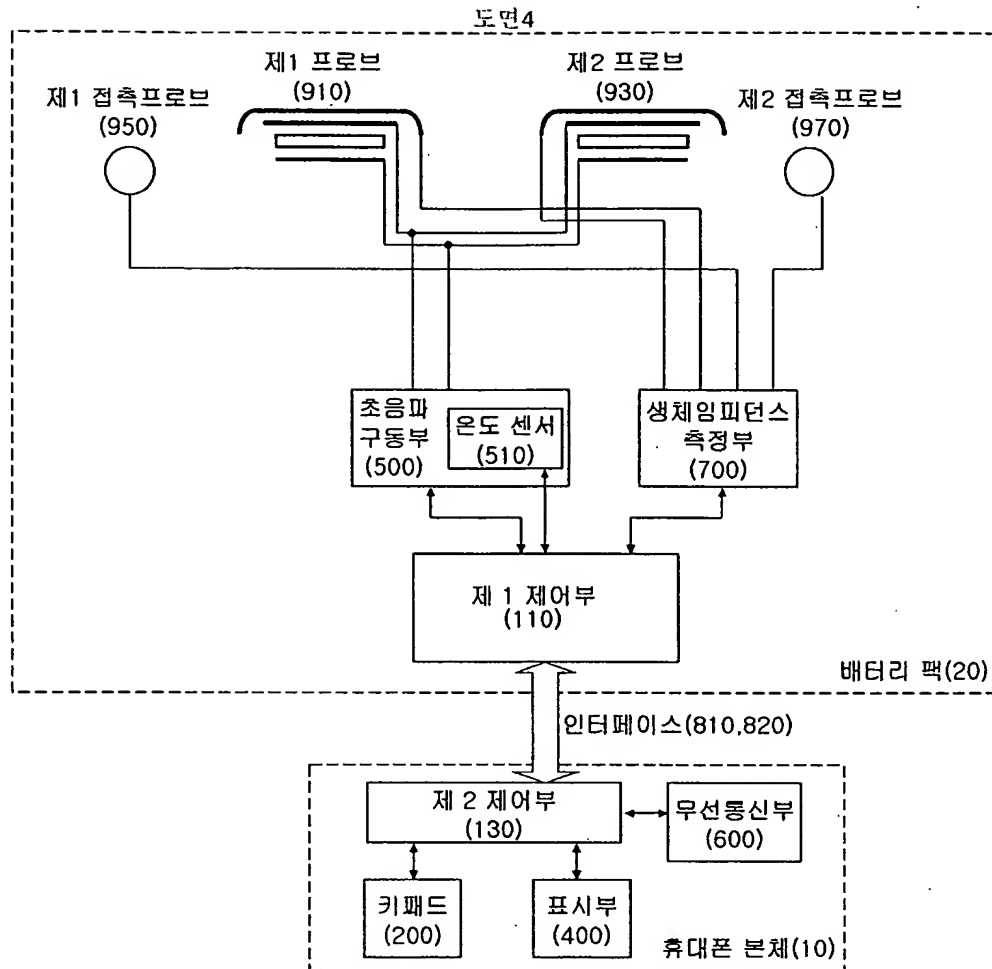 도면4
제1 프로브
(910)
제2 프로브
(930)
제1 접촉프로브
(950)
제2 접촉프로브
(970)
초음파
구동부
(500)
온도 센서
(510)
생체임피던스
측정부
(700)
제 1 제어부
(110)
배터리 팩(20)
인터페이스(810,820)
제 2 제어부
(130)
무선통신부
(600)
키패드
(200)
표시부
(400)
휴대폰 본체(10)